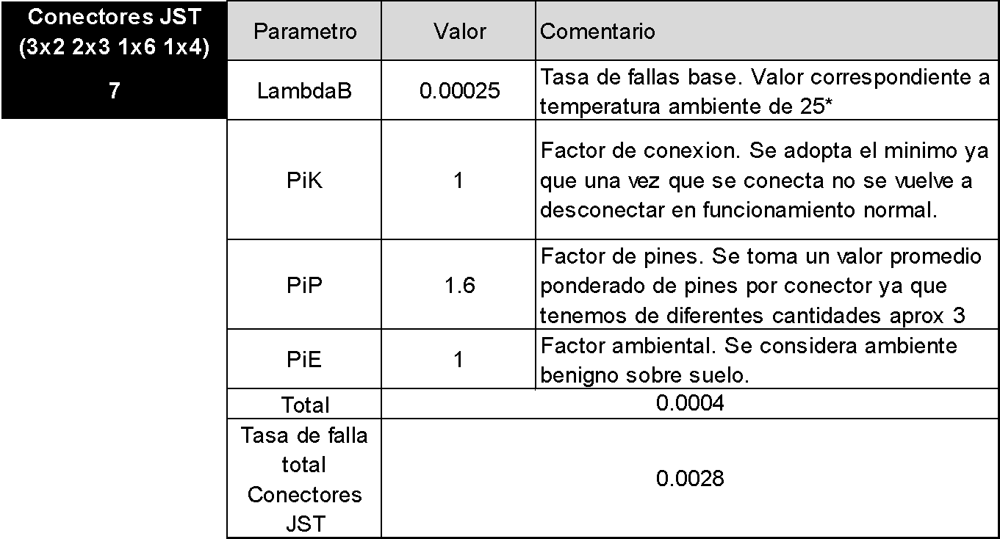 Conectores JST
(3x2 2x3 1x6 1x4)
7
Parametro
Valor
Comentario
LambdaB
0.00025
Tasa de fallas base. Valor correspondiente a
temperatura ambiente de 25*
PiK
1
Factor de conexion. Se adopta el minimo ya
que una vez que se conecta no se vuelve a
desconectar en funcionamiento normal.
PiP
1.6
Factor de pines. Se toma un valor promedio
ponderado de pines por conector ya que
tenemos de diferentes cantidades aprox 3
PiE
1
Factor ambiental. Se considera ambiente
benigno sobre suelo.
Total
0.0004
Tasa de falla
total
Conectores
JST
0.0028